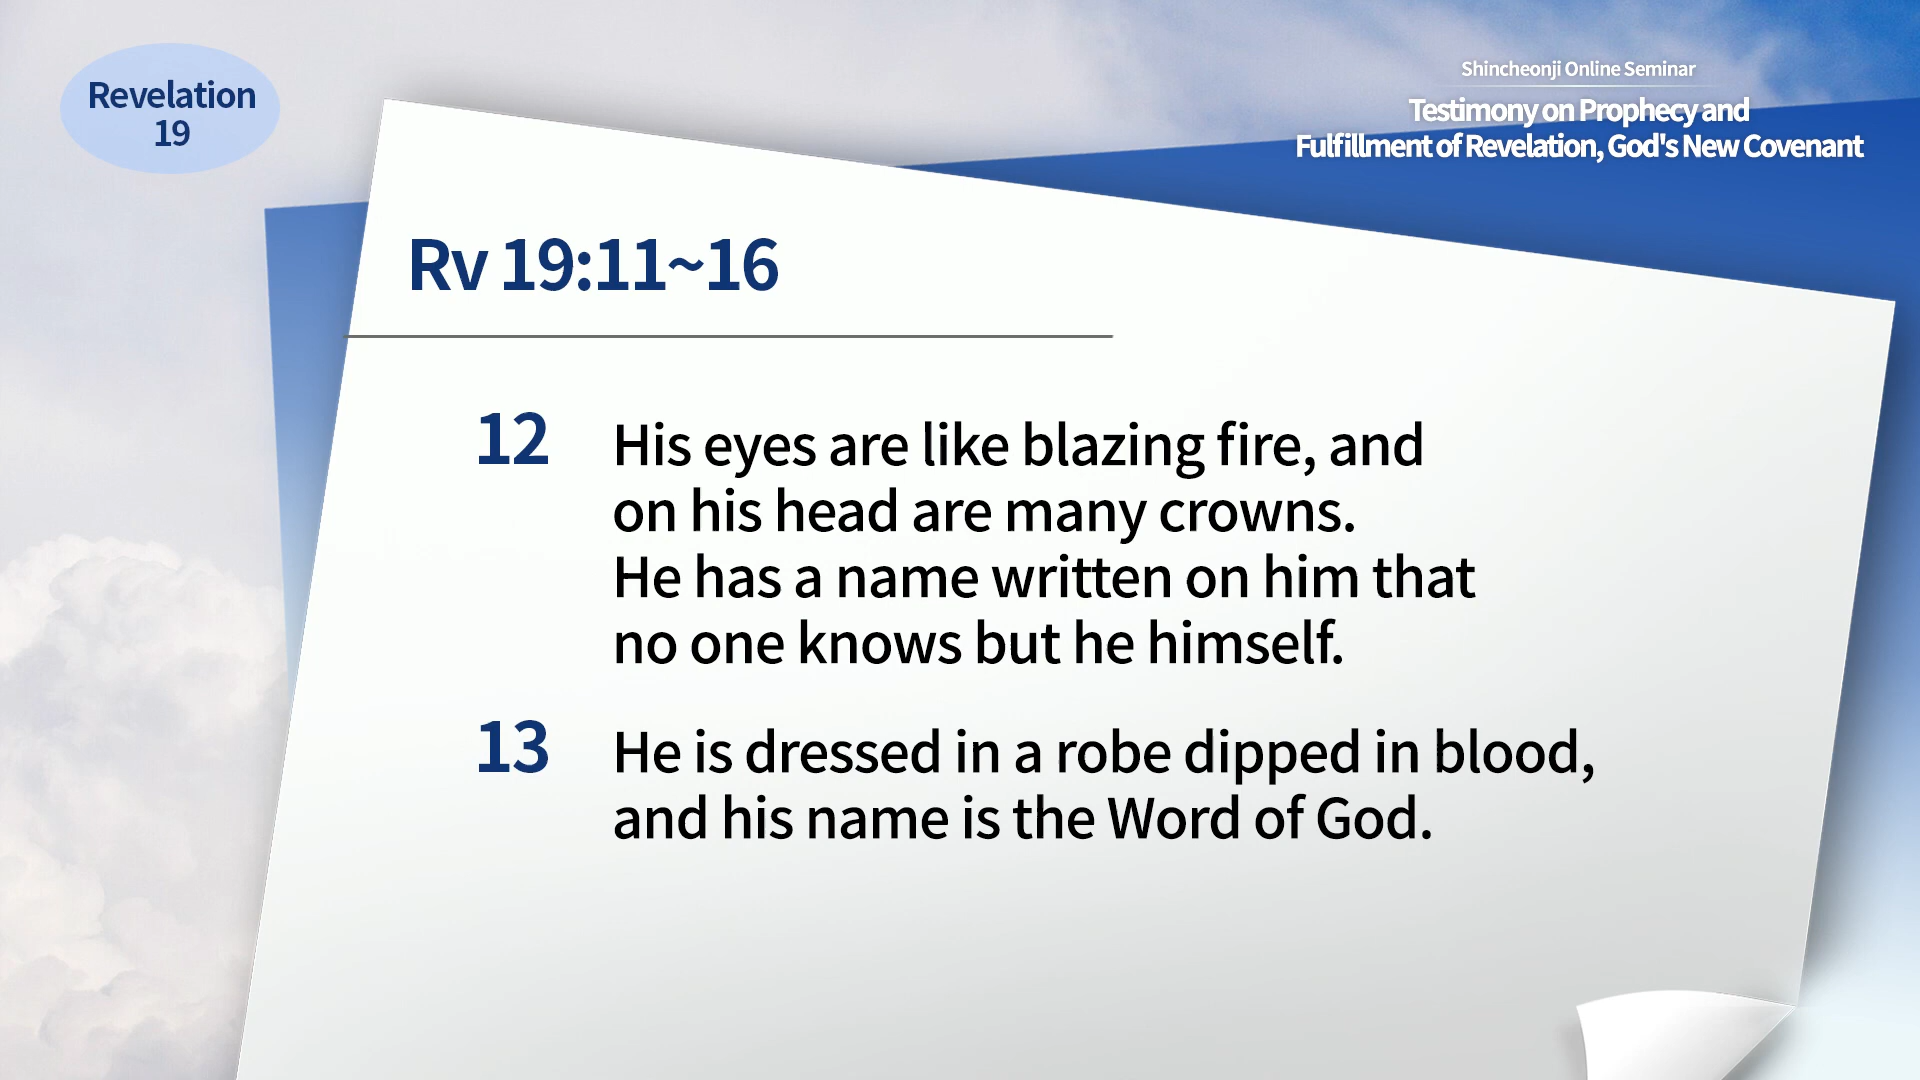 Revelation
19
Shincheonji Online Seminar
Testimony on Prophecy and
Fulfillment of Revelation, God's New Covenant
Rv 19:11~16
12 His eyes are like blazing fire, and
on his head are many crowns.
He has a name written on him that
no one knows but he himself.
13 He is dressed in a robe dipped in blood,
and his name is the Word of God.